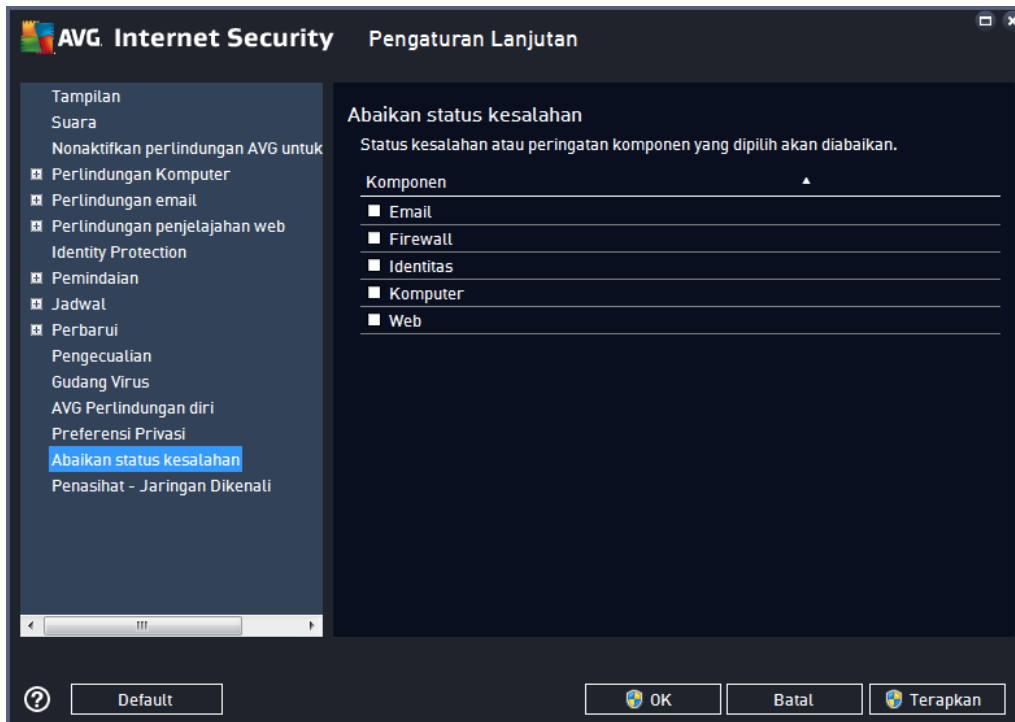 AVG. Internet Security Pengaturan Lanjutan
Tampilan
Suara
Nonaktifkan perlindungan AVG untuk
Perlindungan Komputer
Perlindungan email
Perlindungan penjelajahan web
Identity Protection
Pemindaian
Jadwal
Perbarui
Pengecualian
Gudang Virus
AVG Perlindungan diri
Preferensi Privasi
Abaikan status kesalahan
Penasihat - Jaringan Dikenali
Abaikan status kesalahan
Status kesalahan atau peringatan komponen yang dipilih akan diabaikan.
Komponen
Email
Firewall
Identitas
Komputer
Web
? Default OK Batal Terapkan